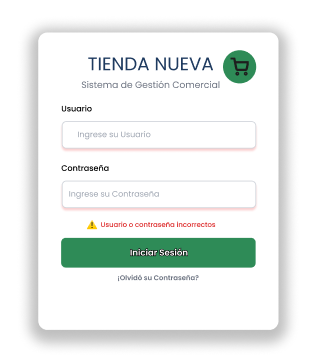 TIENDA NUEVA
Sistema de Gestión Comercial
Usuario
Ingrese su Usuario
Contraseña
Ingrese su Contraseña
Usuario o contraseña incorrectos
Iniciar Sesión
¿Olvidó su Contraseña?